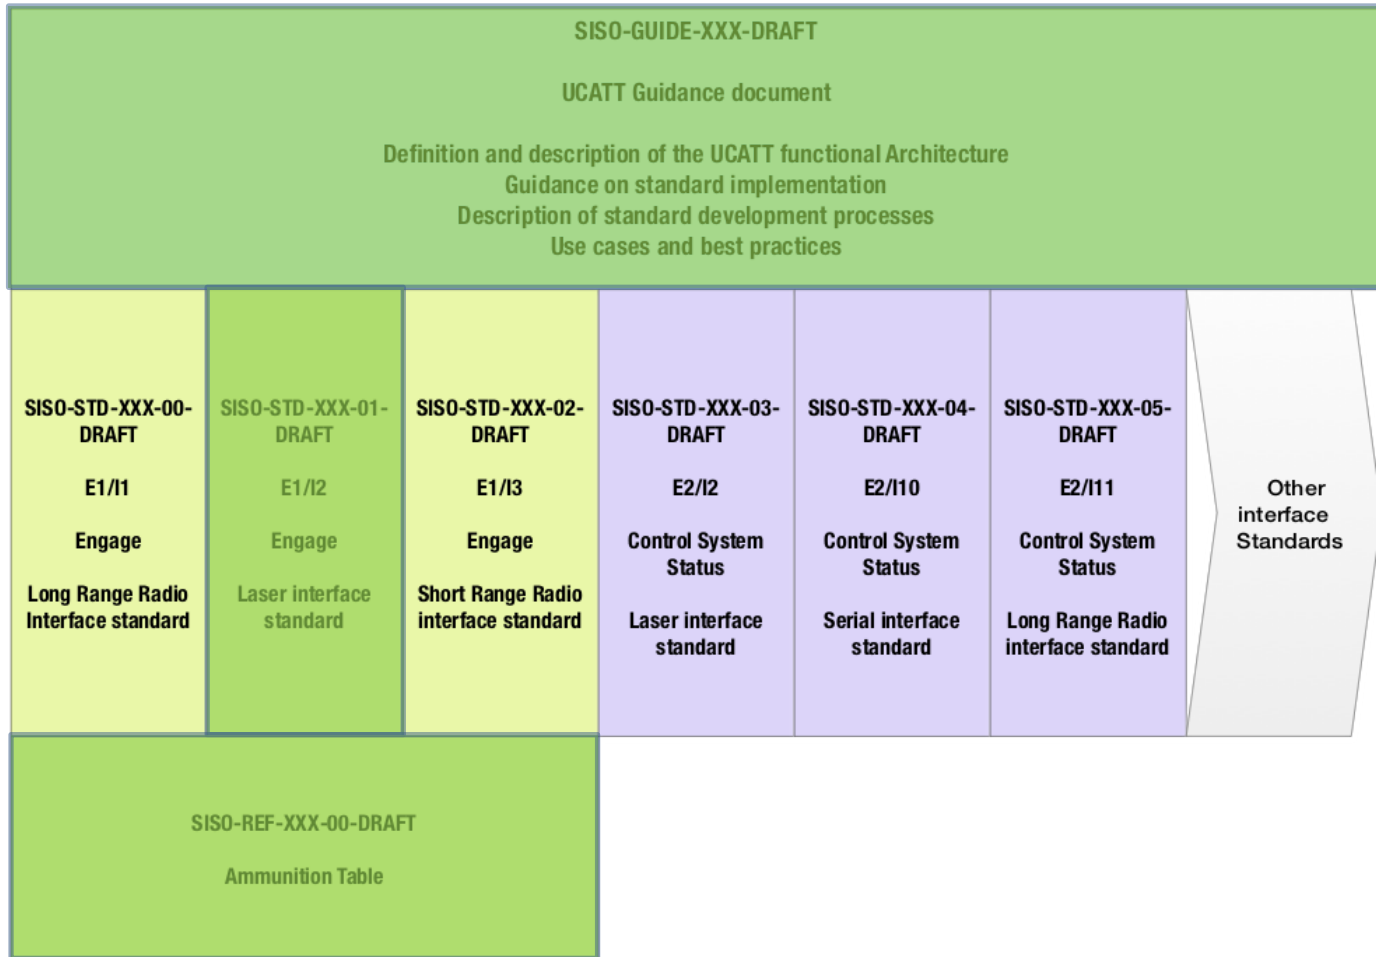 SISO-GUIDE-XXX-DRAFT
UCATT Guidance document
Definition and description of the UCATT functional Architecture
Guidance on standard implementation
Description of standard development processes
Use cases and best practices
SISO-STD-XXX-00-
DRAFT
E1/I1
Engage
Long Range Radio
Interface standard
SISO-STD-XXX-01-
DRAFT
E1/I2
Engage
Laser interface
standard
SISO-STD-XXX-02-
DRAFT
E1/I3
Engage
Short Range Radio
interface standard
SISO-STD-XXX-03-
DRAFT
E2/I2
Control System
Status
Laser interface
standard
SISO-STD-XXX-04-
DRAFT
E2/I10
Control System
Status
Serial interface
standard
SISO-STD-XXX-05-
DRAFT
E2/I11
Control System
Status
Long Range Radio
interface standard
Other
interface
Standards
SISO-REF-XXX-00-DRAFT
Ammunition Table